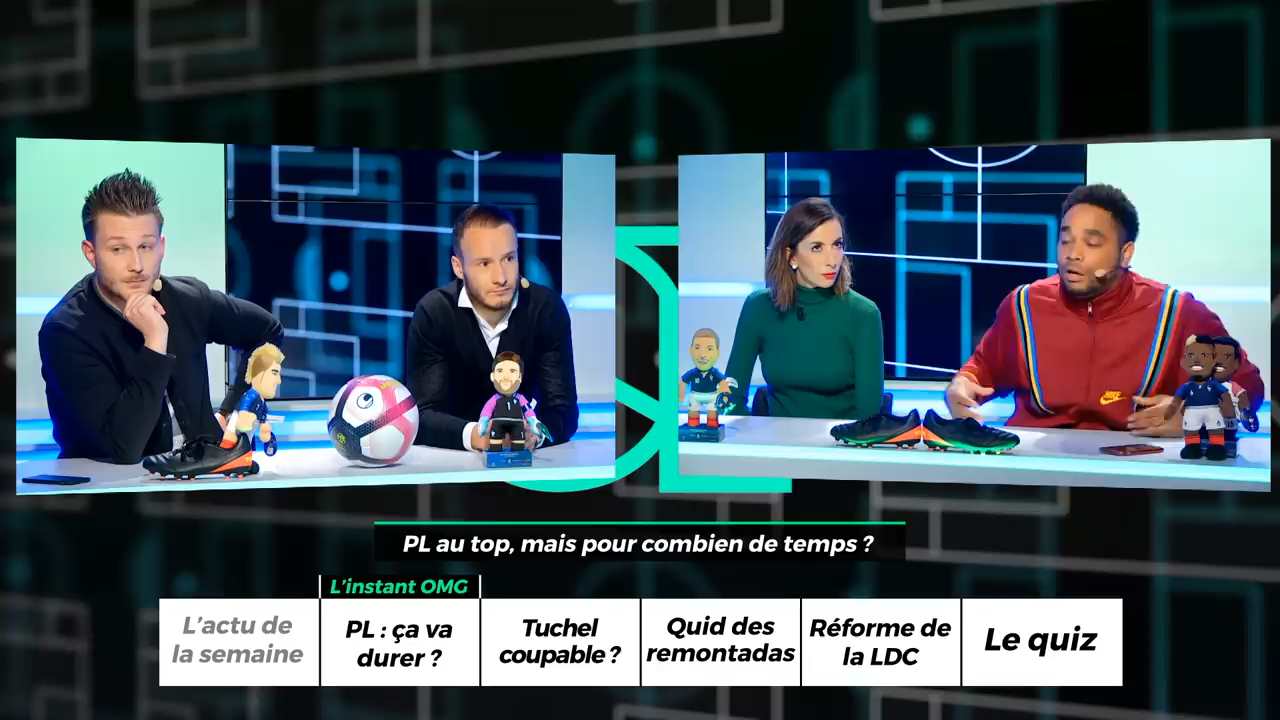 PL au top, mais pour combien de temps ?
L'instant OMG
L'actu de
la semaine
PL : ça va
durer ?
Tuchel
coupable ?
Quid des
remontadas
Réforme de
la LDC
Le quiz